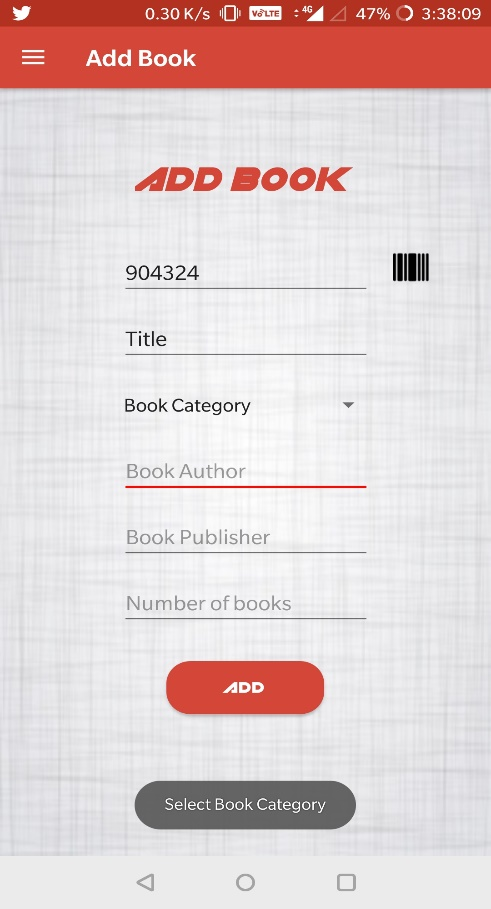 0.30 K/s VoLTE 4G 47% 3:38:09
Add Book
ADD BOOK
904324
Title
Book Category
Book Author
Book Publisher
Number of books
ADD
Select Book Category